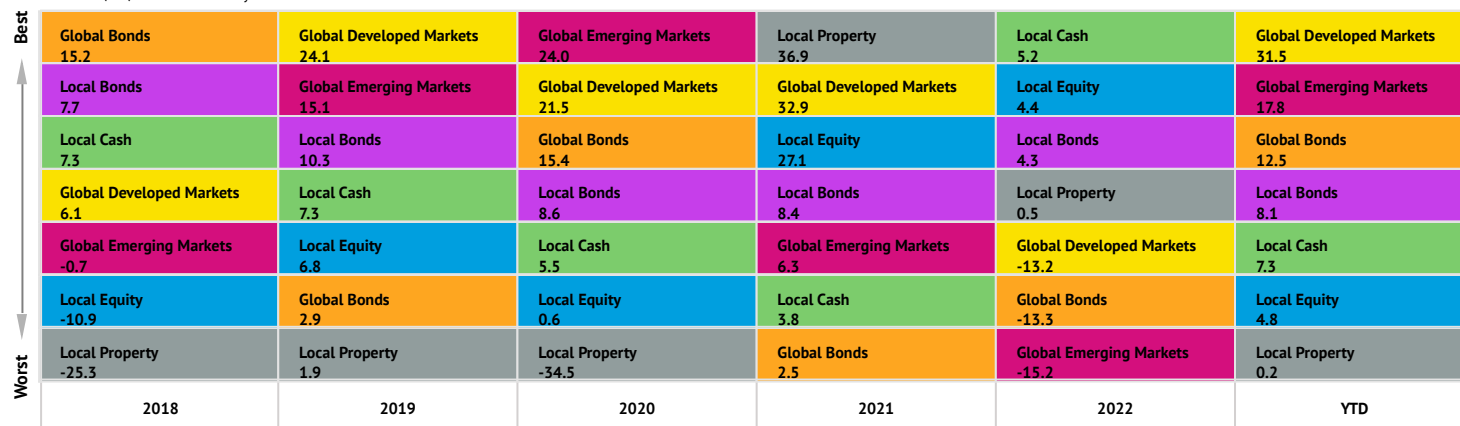 Best
Worst
Global Bonds
15.2
Global Developed Markets
24.1
Global Emerging Markets
24.0
Local Property
36.9
Local Cash
5.2
Global Developed Markets
31.5
Local Bonds
7.7
Global Emerging Markets
15.1
Global Developed Markets
21.5
Global Developed Markets
32.9
Local Equity
4.4
Global Emerging Markets
17.8
Local Cash
7.3
Local Bonds
10.3
Global Bonds
15.4
Local Equity
27.1
Local Bonds
4.3
Global Bonds
12.5
Global Developed Markets
6.1
Local Cash
7.3
Local Bonds
8.6
Local Bonds
8.4
Local Property
0.5
Local Bonds
8.1
Global Emerging Markets
-0.7
Local Equity
6.8
Local Cash
5.5
Global Emerging Markets
6.3
Global Developed Markets
-13.2
Local Cash
7.3
Local Equity
-10.9
Global Bonds
2.9
Local Equity
0.6
Local Cash
3.8
Global Bonds
-13.3
Local Equity
4.8
Local Property
-25.3
Local Property
1.9
Local Property
-34.5
Global Bonds
2.5
Global Emerging Markets
-15.2
Local Property
0.2
2018
2019
2020
2021
2022
YTD